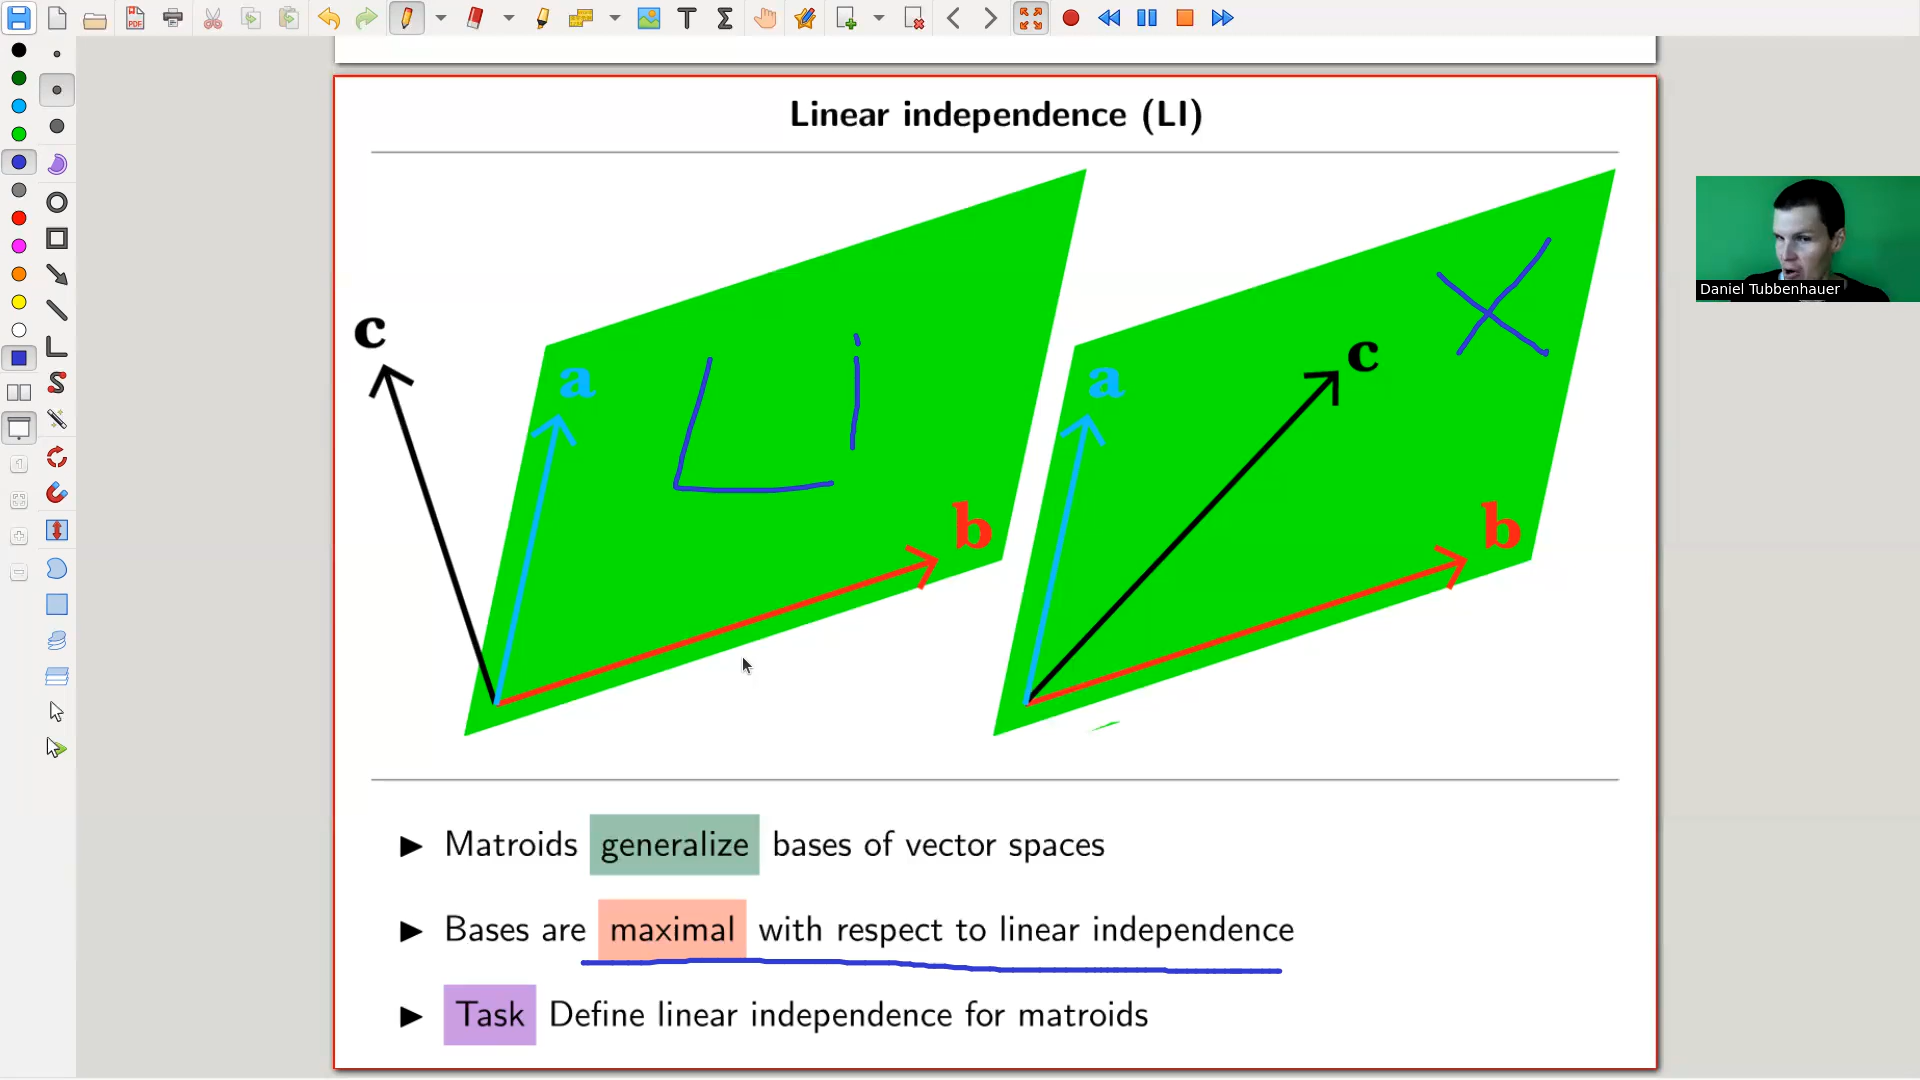 Linear independence (LI)
c
a
Li
b
a
c
b
Daniel Tubbenhauer
► Matroids generalize bases of vector spaces
► Bases are maximal with respect to linear independence
► Task Define linear independence for matroids